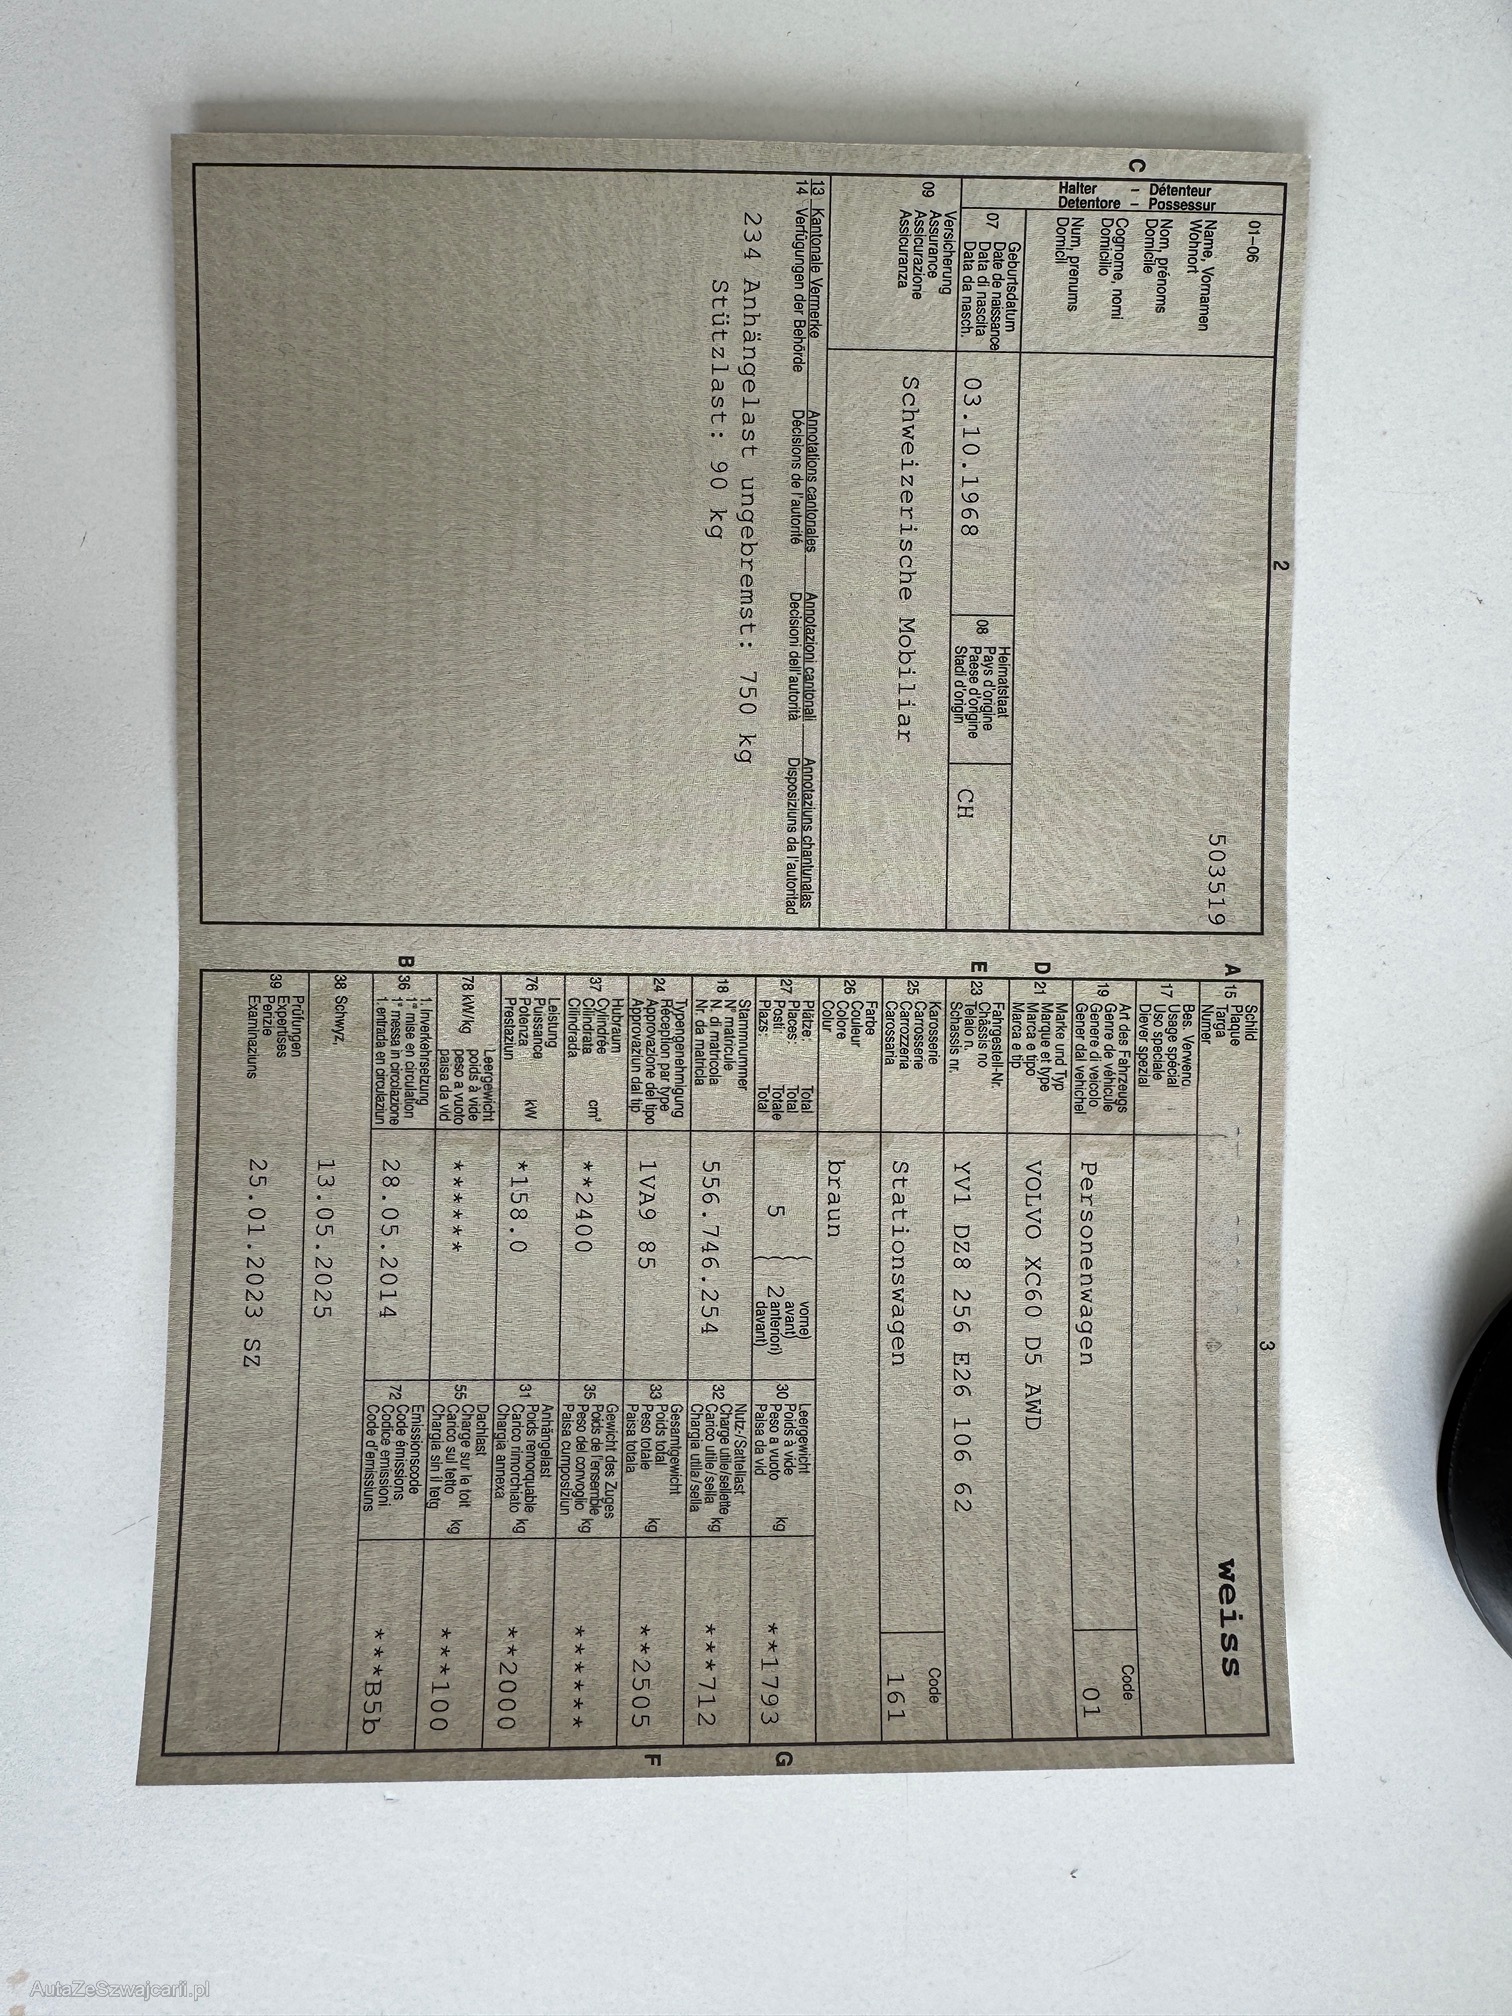 C
2
01–06
Halter – Détenteur
Detentore – Possessur
Name, Vornamen
Wohnort
Nom, prénoms
Domicile
Cognome, nomi
Domicilio
Num, prenums
Domicil
503519
07
Geburtsdatum
Date de naissance
Data di nascita
Data da nasch.
03.10.1968
08
Heimatstaat
Pays d'origine
Paese d'origine
Stadi d'origin
CH
09
Versicherung
Assurance
Assicurazione
Assicuranza
Schweizerische Mobiliar
13 Kantonale Vermerke Annotations cantonales Annotazioni cantonali Annotaziuns chantunalas
14 Verfügungen der Behörde Décisions de l'autorité Decisioni dell'autorità Disposiziuns da l'autoritad
234 Anhängelast ungebremst: 750 kg
Stützlast: 90 kg
3
A 15
Schild
Plaque
Targa
Numer
weiss
17
Bes. Verwendg
Usage spécial
Uso speciale
Diever spezial
19
Art des Fahrzeugs
Genre de véhicule
Genere di veicolo
Gener dal vehichel
Personenwagen
Code
01
D 21
Marke und Typ
Marque et type
Marca e tipo
Marca e tip
VOLVO XC60 D5 AWD
E 23
Fahrgestell-Nr.
Châssis no
Telaio n.
Schassis nr.
YV1 DZ8 256 E26 106 62
25
Karosserie
Carrosserie
Carrozzeria
Carossaria
Stationswagen
Code
161
26
Farbe
Couleur
Colore
Colur
braun
27
Plätze: Total
Places: Total
Posti: Totale
Plazs: Total
5
2
vorne)
avant)
anteriori)
davant)
30
Leergewicht
Poids à vide
Peso a vuoto kg
Paisa da vid
**1793
G
18
Stammnummer
N° matricule
N. di matricola
Nr. da matricla
556.746.254
32
Nutz-/Sattellast
Charge utile/sellette
Carico utile/sella kg
Chargia utila/sella
***712
24
Typengenehmigung
Réception par type
Approvazione del tipo
Approvaziun dal tip
1VA9 85
33
Gesamtgewicht
Poids total
Peso totale kg
Paisa totala
**2505
F
37
Hubraum
Cylindrée
Cilindrata cm³
Cilindrada
**2400
35
Gewicht des Zuges
Poids de l'ensemble
Peso del convoglio kg
Paisa cumposiziun
******
76
Leistung
Puissance
Potenza kW
Prestaziun
*158.0
31
Anhängelast
Poids remorquable
Carico rimorchiato kg
Chargia annexa
**2000
78 kW/kg
Leergewicht
poids à vide
peso a vuoto
paisa da vid
******
55
Dachlast
Charge sur le toit
Carico sul tetto kg
Chargia sin il tetg
***100
B 36
1. Inverkehrsetzung
1re mise en circulation
1a messa in circolazione
1. entrada en circulaziun
28.05.2014
72
Emissionscode
Code émissions
Codice emissioni
Code d'emissiuns
***B5b
38 Schwyz,
13.05.2025
39
Prüfungen
Expertises
Perizie
Examinaziuns
25.01.2023 SZ
AutaZeSzwajcarii.pl